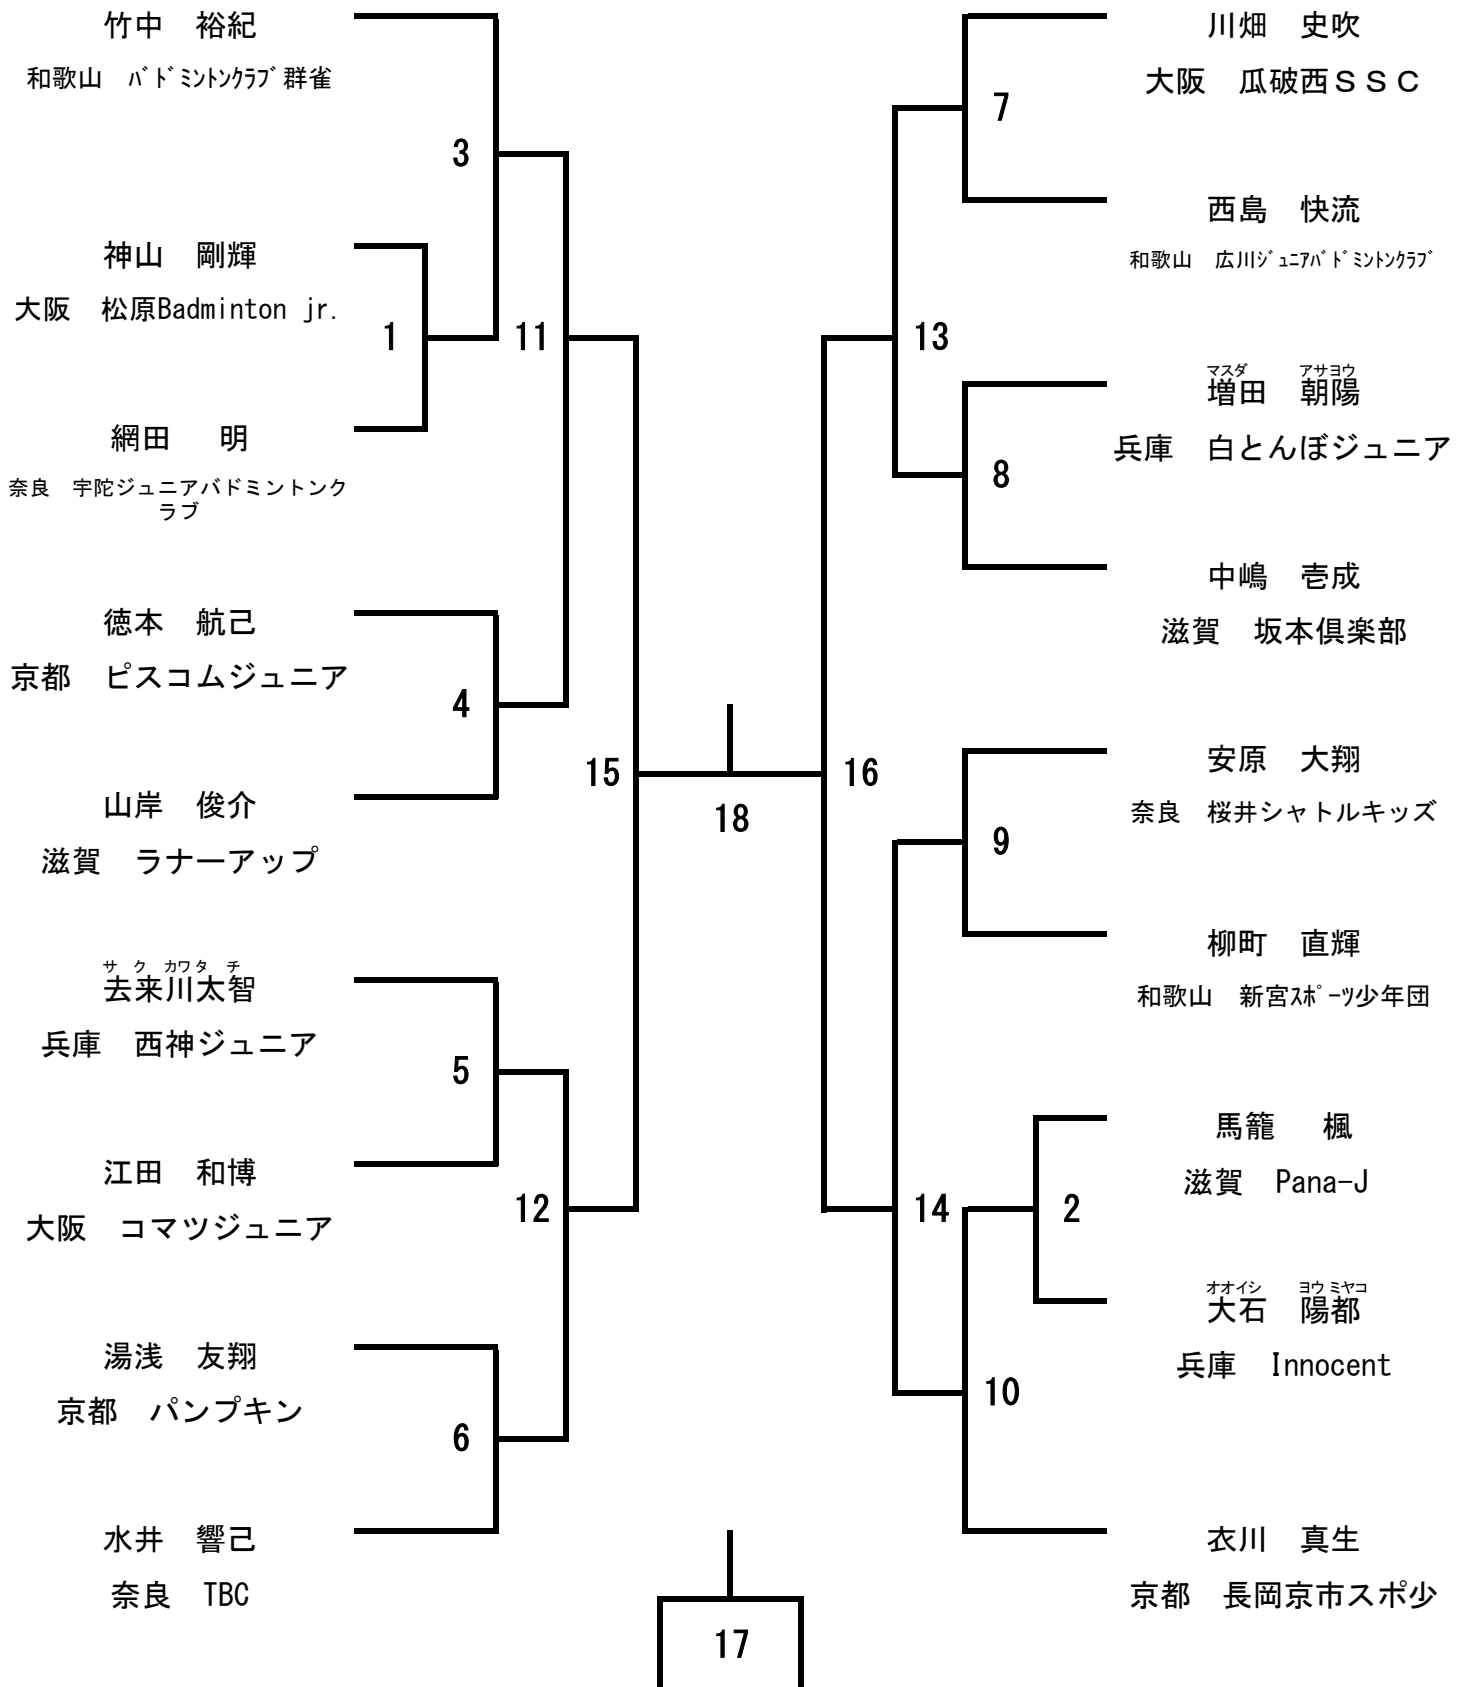 竹中　裕紀
和歌山　ﾊﾞﾄﾞﾐﾝﾄﾝｸﾗﾌﾞ群雀
3
神山　剛輝
大阪　松原Badminton jr.
1
11
網田　明
奈良　宇陀ジュニアバドミントンク
ラブ
徳本　航己
京都　ピスコムジュニア
4
15
山岸　俊介
滋賀　ラナーアップ
サ ク カワ タ チ
去来川太智
兵庫　西神ジュニア
5
江田　和博
大阪　コマツジュニア
12
湯浅　友翔
京都　パンプキン
6
水井　響己
奈良　TBC
18
17
川畑　史吹
大阪　瓜破西ＳＳＣ
7
西島　快流
和歌山　広川ｼﾞｭﾆｱﾊﾞﾄﾞﾐﾝﾄﾝｸﾗﾌﾞ
13
マスダ　アサヨウ
増田　朝陽
兵庫　白とんぼジュニア
8
中嶋　壱成
滋賀　坂本倶楽部
16
安原　大翔
奈良　桜井シャトルキッズ
9
柳町　直輝
和歌山　新宮ｽﾎﾟｰﾂ少年団
馬籠　楓
滋賀　Pana-J
14
2
オオイシ　ヨウ ミヤコ
大石　陽都
兵庫　Innocent
10
衣川　真生
京都　長岡京市スポ少